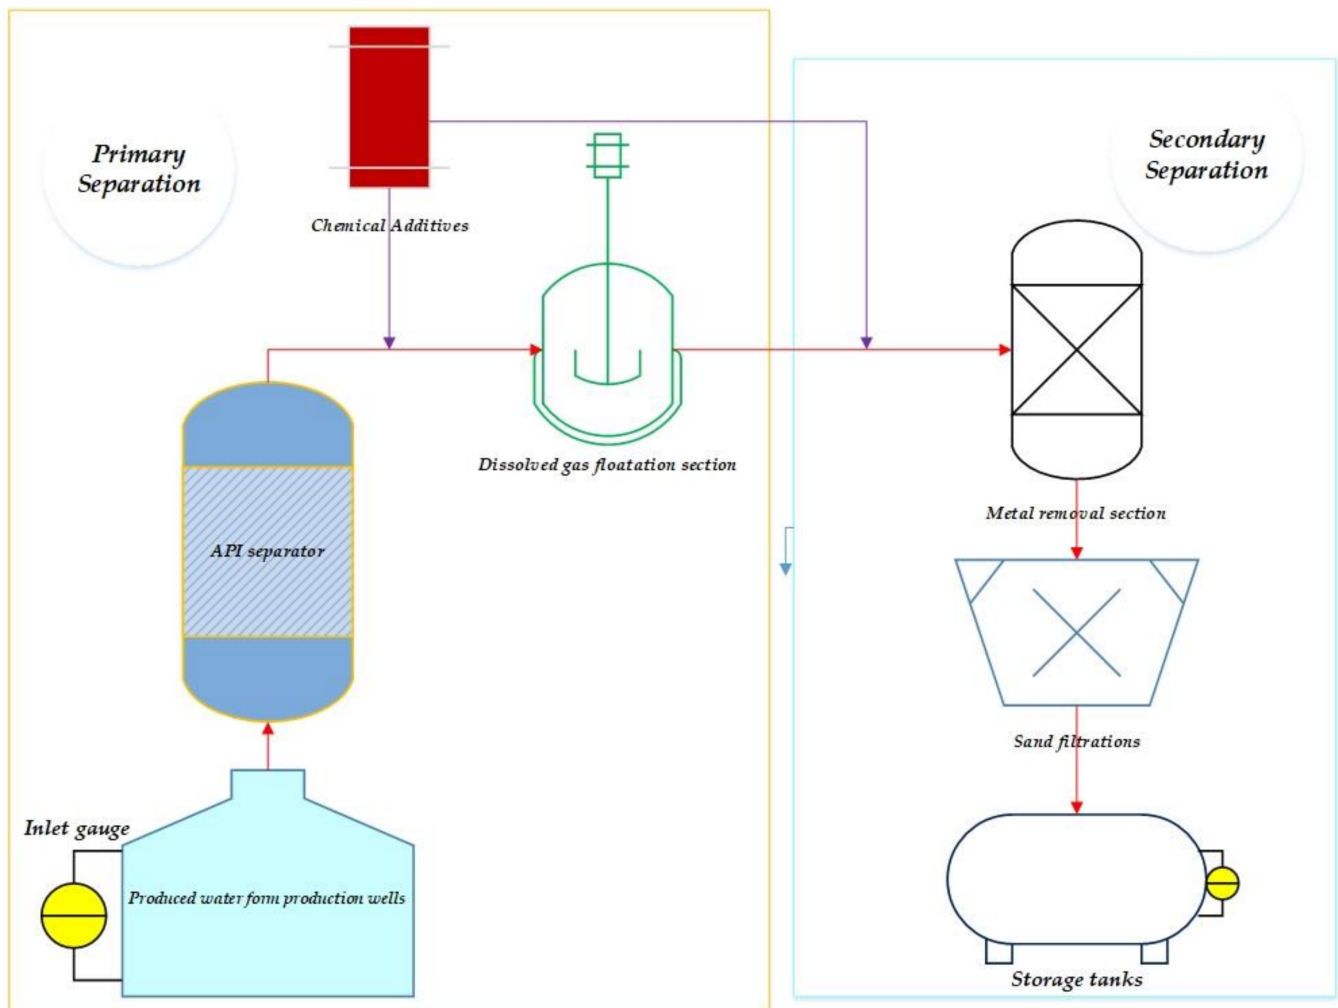 Primary
Separation
Chemical Additives
Secondary
Separation
Dissolved gas floatation section
Metal removal section
API separator
Sand filtrations
Inlet gauge
Produced water form production wells
Storage tanks